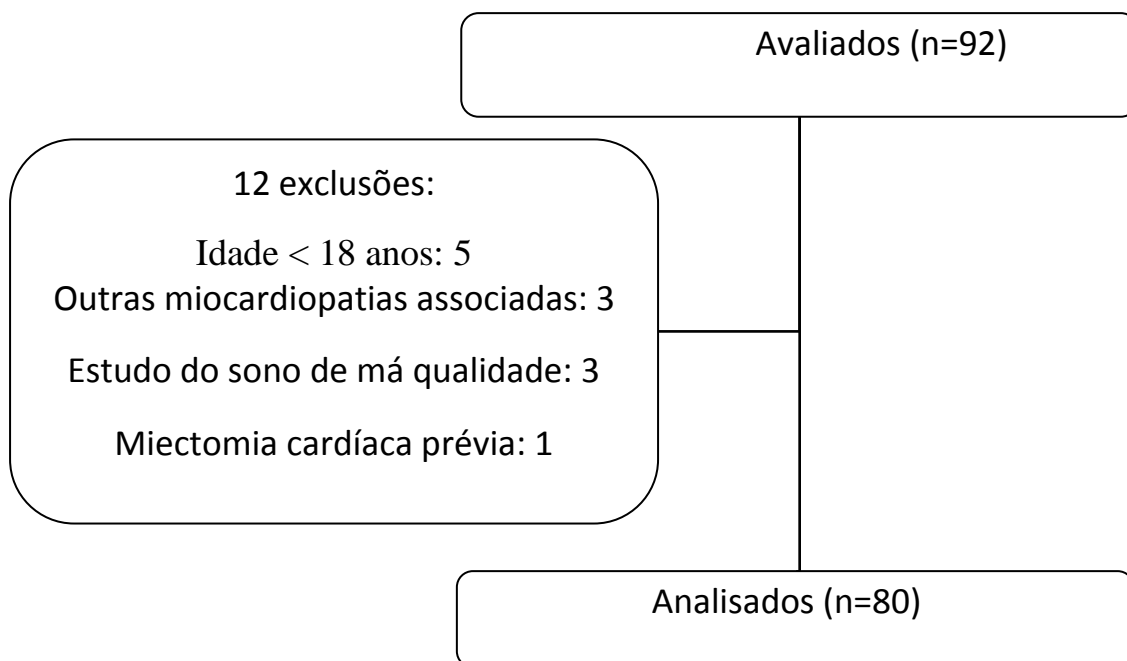 Avaliados (n=92)
12 exclusões:
Idade < 18 anos: 5
Outras miocardiopatias associadas: 3
Estudo do sono de má qualidade: 3
Miectomia cardíaca prévia: 1
Analisados (n=80)